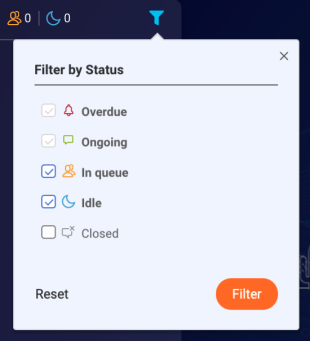 0 0
Filter by Status
Overdue
Ongoing
In queue
Idle
Closed
Reset Filter